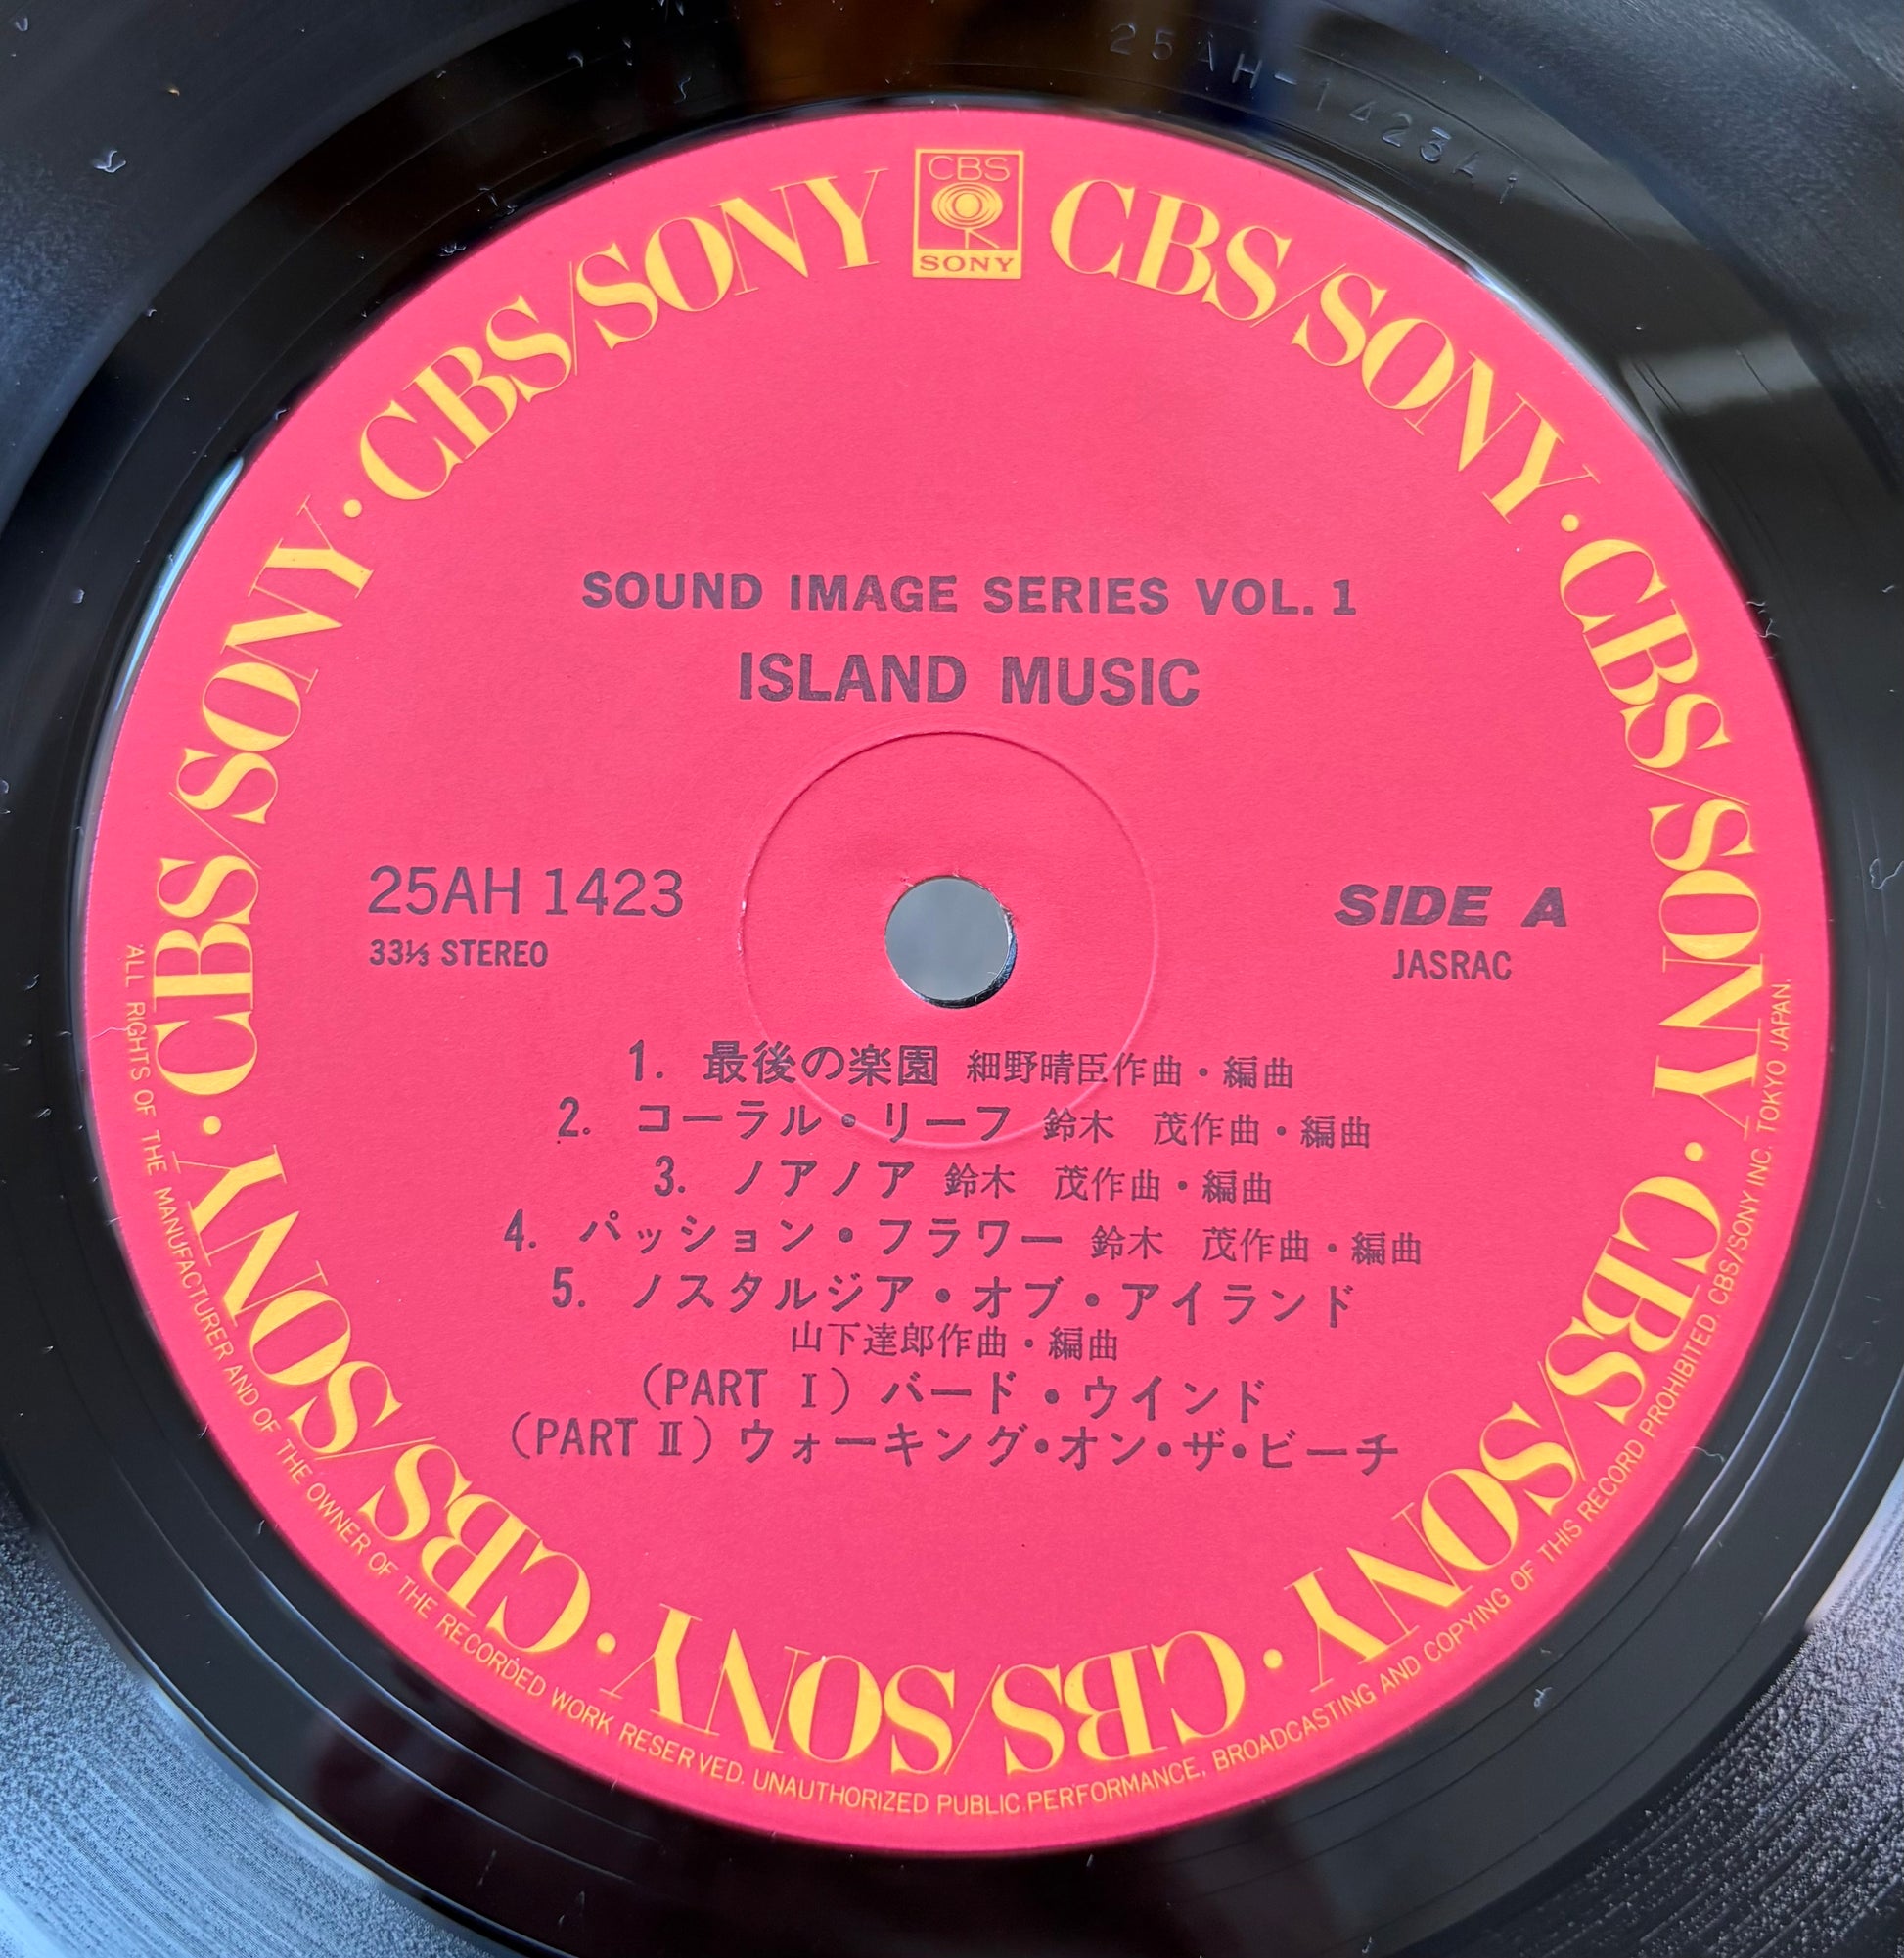 25AH-1423A1
CBS
SONY
CBS/SONY・CBS/SONY・CBS/SONY・CBS/SONY・CBS/SONY・CBS/SONY・CBS/SONY
SOUND IMAGE SERIES VOL. 1
ISLAND MUSIC
25AH 1423
33⅓ STEREO
SIDE A
JASRAC
1. 最後の楽園 細野晴臣作曲・編曲
2. コーラル・リーフ 鈴木 茂作曲・編曲
3. ノアノア 鈴木 茂作曲・編曲
4. パッション・フラワー 鈴木 茂作曲・編曲
5. ノスタルジア・オブ・アイランド
山下達郎作曲・編曲
(PART Ⅰ) バード・ウインド
(PART Ⅱ) ウォーキング・オン・ザ・ビーチ
ALL RIGHTS OF THE MANUFACTURER AND OF THE OWNER OF THE RECORDED WORK RESERVED. UNAUTHORIZED PUBLIC PERFORMANCE, BROADCASTING AND COPYING OF THIS RECORD PROHIBITED. CBS/SONY INC. TOKYO JAPAN.